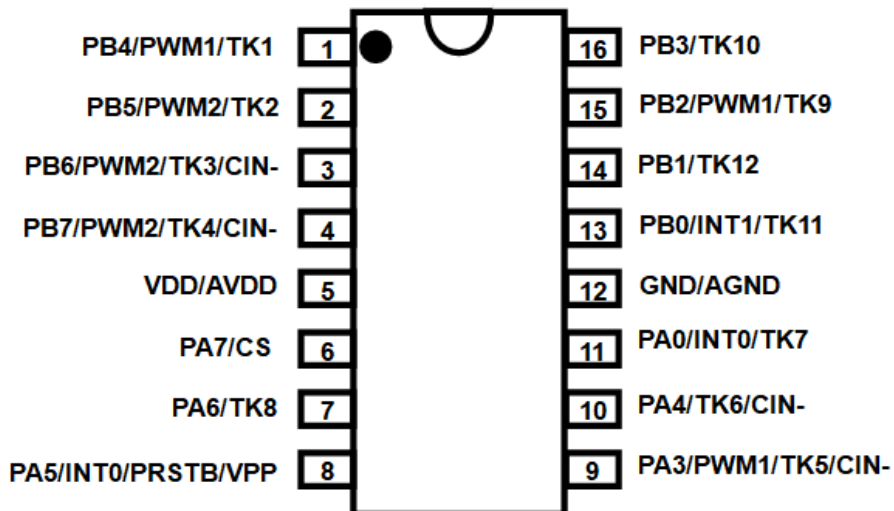 PB4/PWM1/TK1 1 16 PB3/TK10
PB5/PWM2/TK2 2 15 PB2/PWM1/TK9
PB6/PWM2/TK3/CIN- 3 14 PB1/TK12
PB7/PWM2/TK4/CIN- 4 13 PB0/INT1/TK11
VDD/AVDD 5 12 GND/AGND
PA7/CS 6 11 PA0/INT0/TK7
PA6/TK8 7 10 PA4/TK6/CIN-
PA5/INT0/PRSTB/VPP 8 9 PA3/PWM1/TK5/CIN-